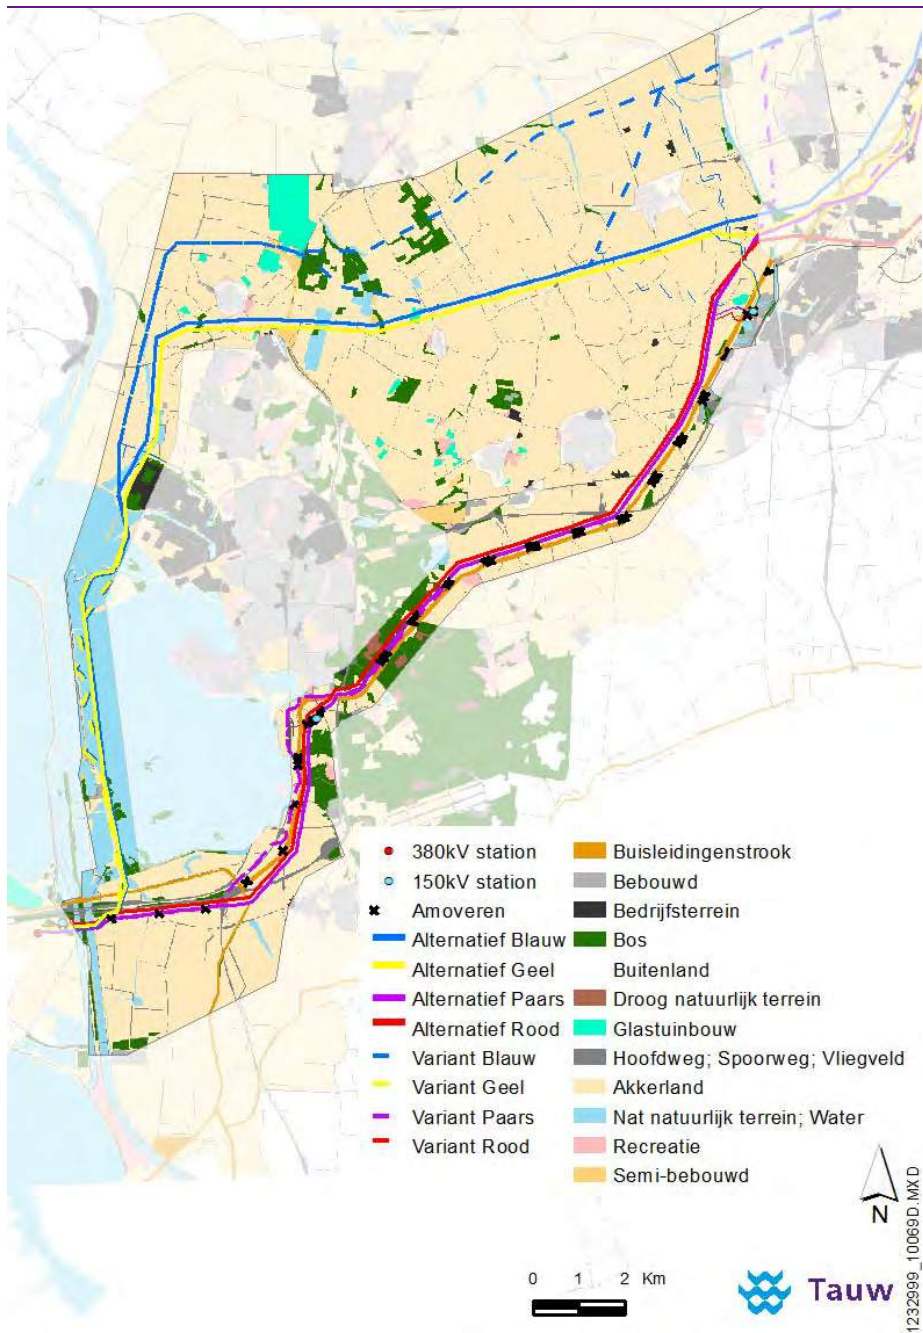 380kV station
150kV station
Amoveren
Alternatief Blauw
Alternatief Geel
Alternatief Paars
Alternatief Rood
Variant Blauw
Variant Geel
Variant Paars
Variant Rood
Buisleidingenstrook
Bebouwd
Bedrijfsterrein
Bos
Buitenland
Droog natuurlijk terrein
Glastuinbouw
Hoofdweg; Spoorweg; Vliegveld
Akkerland
Nat natuurlijk terrein; Water
Recreatie
Semi-bebouwd
N
0 1 2 Km
Tauw
1232999_10069D.MXD